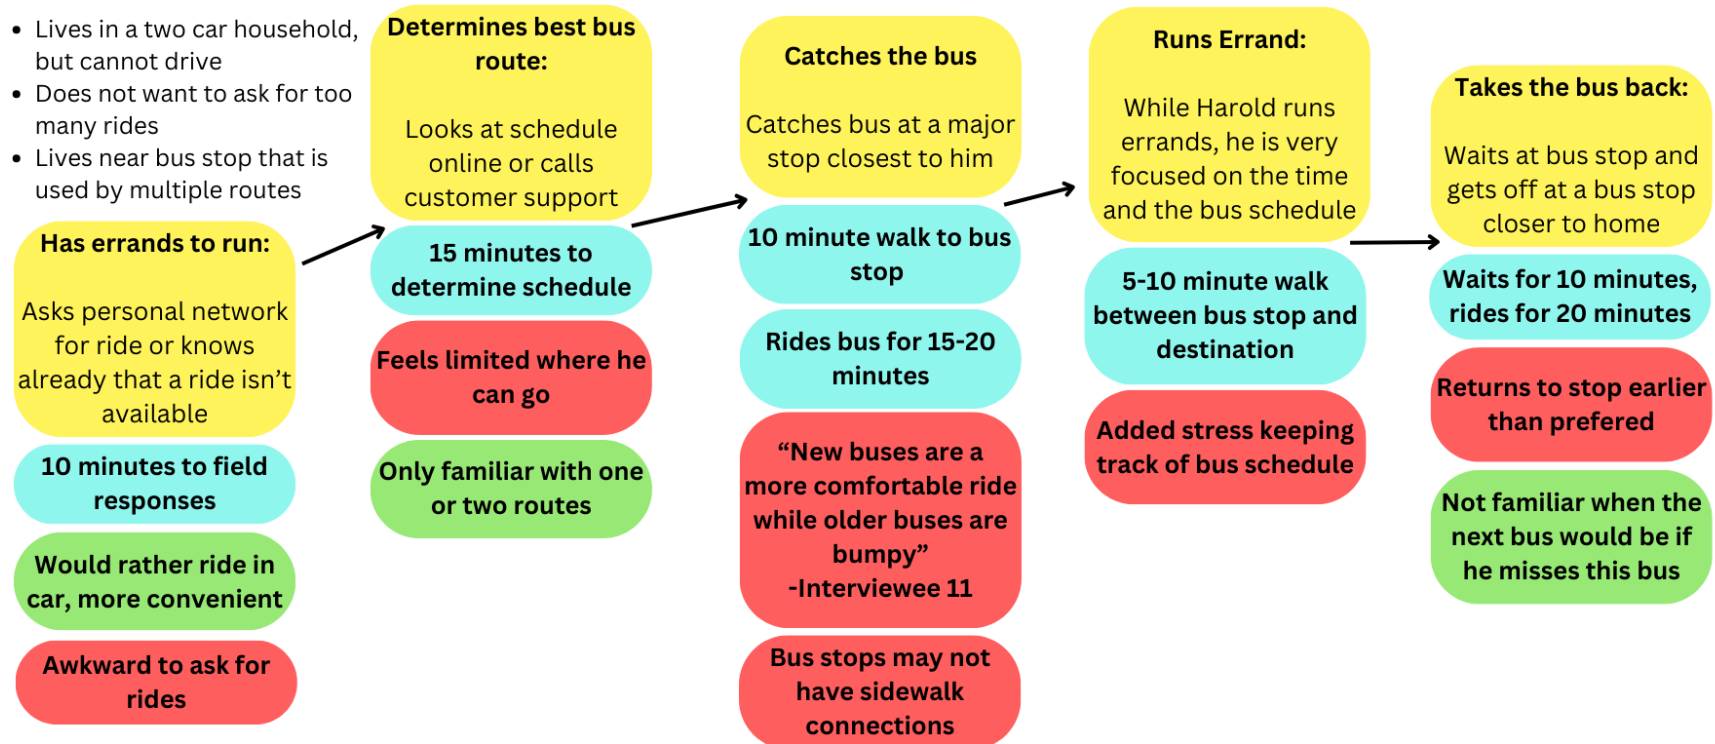 • Lives in a two car household,
but cannot drive
• Does not want to ask for too
many rides
• Lives near bus stop that is
used by multiple routes
Has errands to run:
Asks personal network
for ride or knows
already that a ride isn’t
available
10 minutes to field
responses
Would rather ride in
car, more convenient
Awkward to ask for
rides
Determines best bus
route:
Looks at schedule
online or calls
customer support
15 minutes to
determine schedule
Feels limited where he
can go
Only familiar with one
or two routes
Catches the bus
Catches bus at a major
stop closest to him
10 minute walk to bus
stop
Rides bus for 15-20
minutes
“New buses are a
more comfortable ride
while older buses are
bumpy”
-Interviewee 11
Bus stops may not
have sidewalk
connections
Runs Errand:
While Harold runs
errands, he is very
focused on the time
and the bus schedule
5-10 minute walk
between bus stop and
destination
Added stress keeping
track of bus schedule
Takes the bus back:
Waits at bus stop and
gets off at a bus stop
closer to home
Waits for 10 minutes,
rides for 20 minutes
Returns to stop earlier
than prefered
Not familiar when the
next bus would be if
he misses this bus